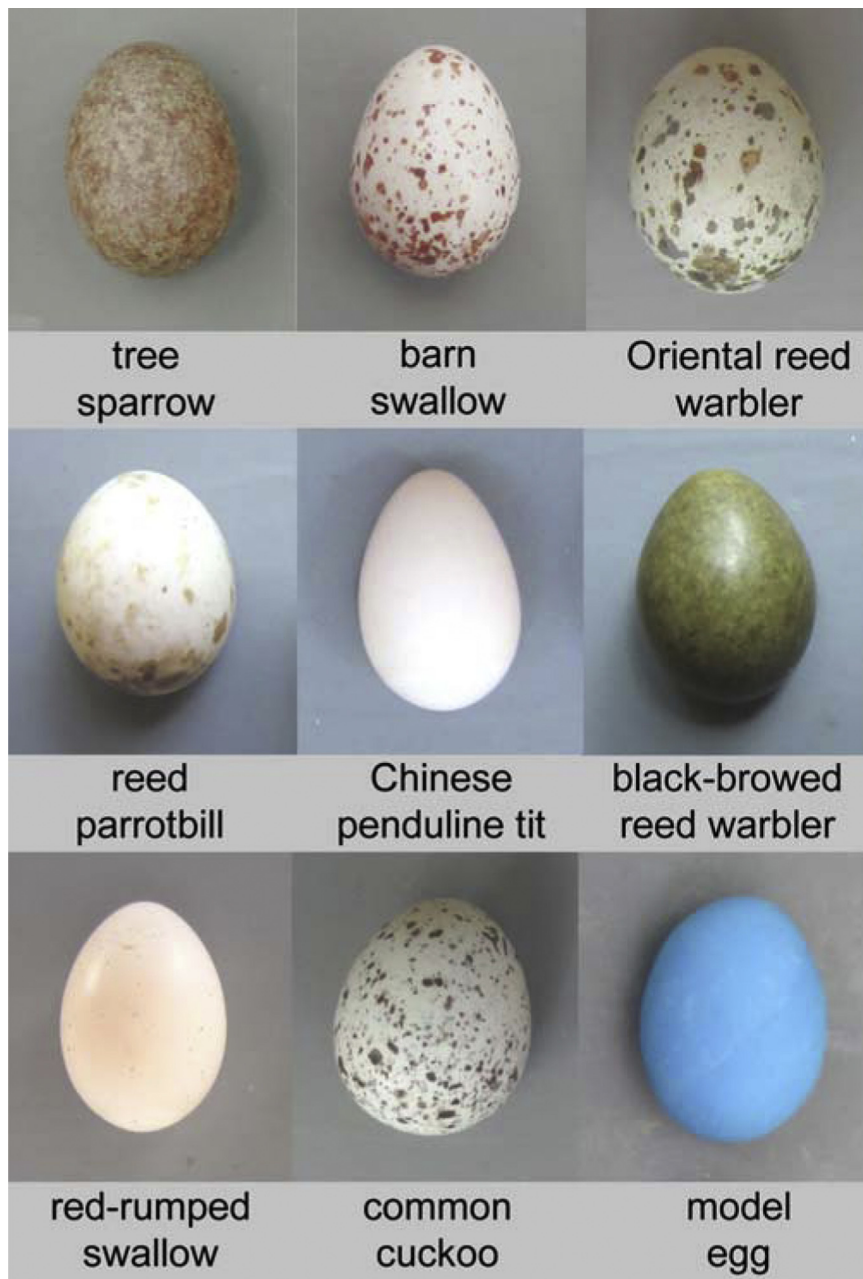 tree
sparrow
barn
swallow
Oriental reed
warbler
reed
parrotbill
Chinese
penduline tit
black-browed
reed warbler
red-rumped
swallow
common
cuckoo
model
egg